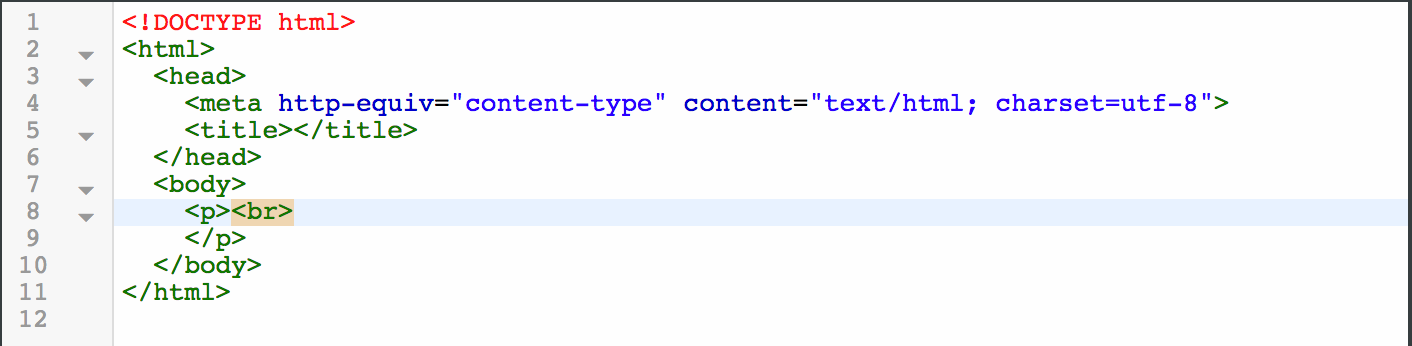 1 <!DOCTYPE html>
2 <html>
3 <head>
4 <meta http-equiv="content-type" content="text/html; charset=utf-8">
5 <title></title>
6 </head>
7 <body>
8 <p><br>
9 </p>
10 </body>
11 </html>
12